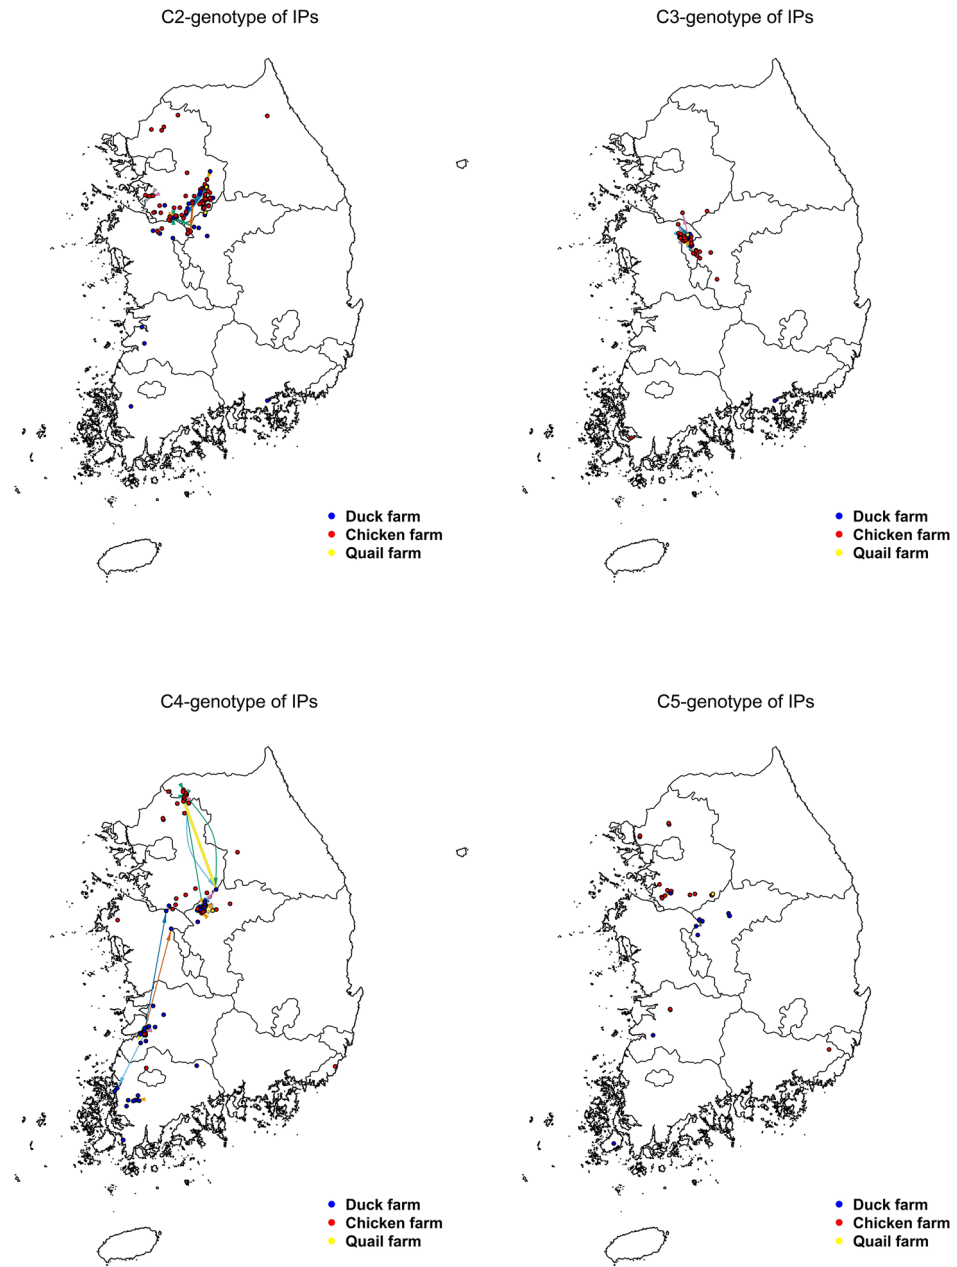 C2-genotype of IPs
C3-genotype of IPs
Duck farm
Chicken farm
Quail farm
Duck farm
Chicken farm
Quail farm
C4-genotype of IPs
C5-genotype of IPs
Duck farm
Chicken farm
Quail farm
Duck farm
Chicken farm
Quail farm